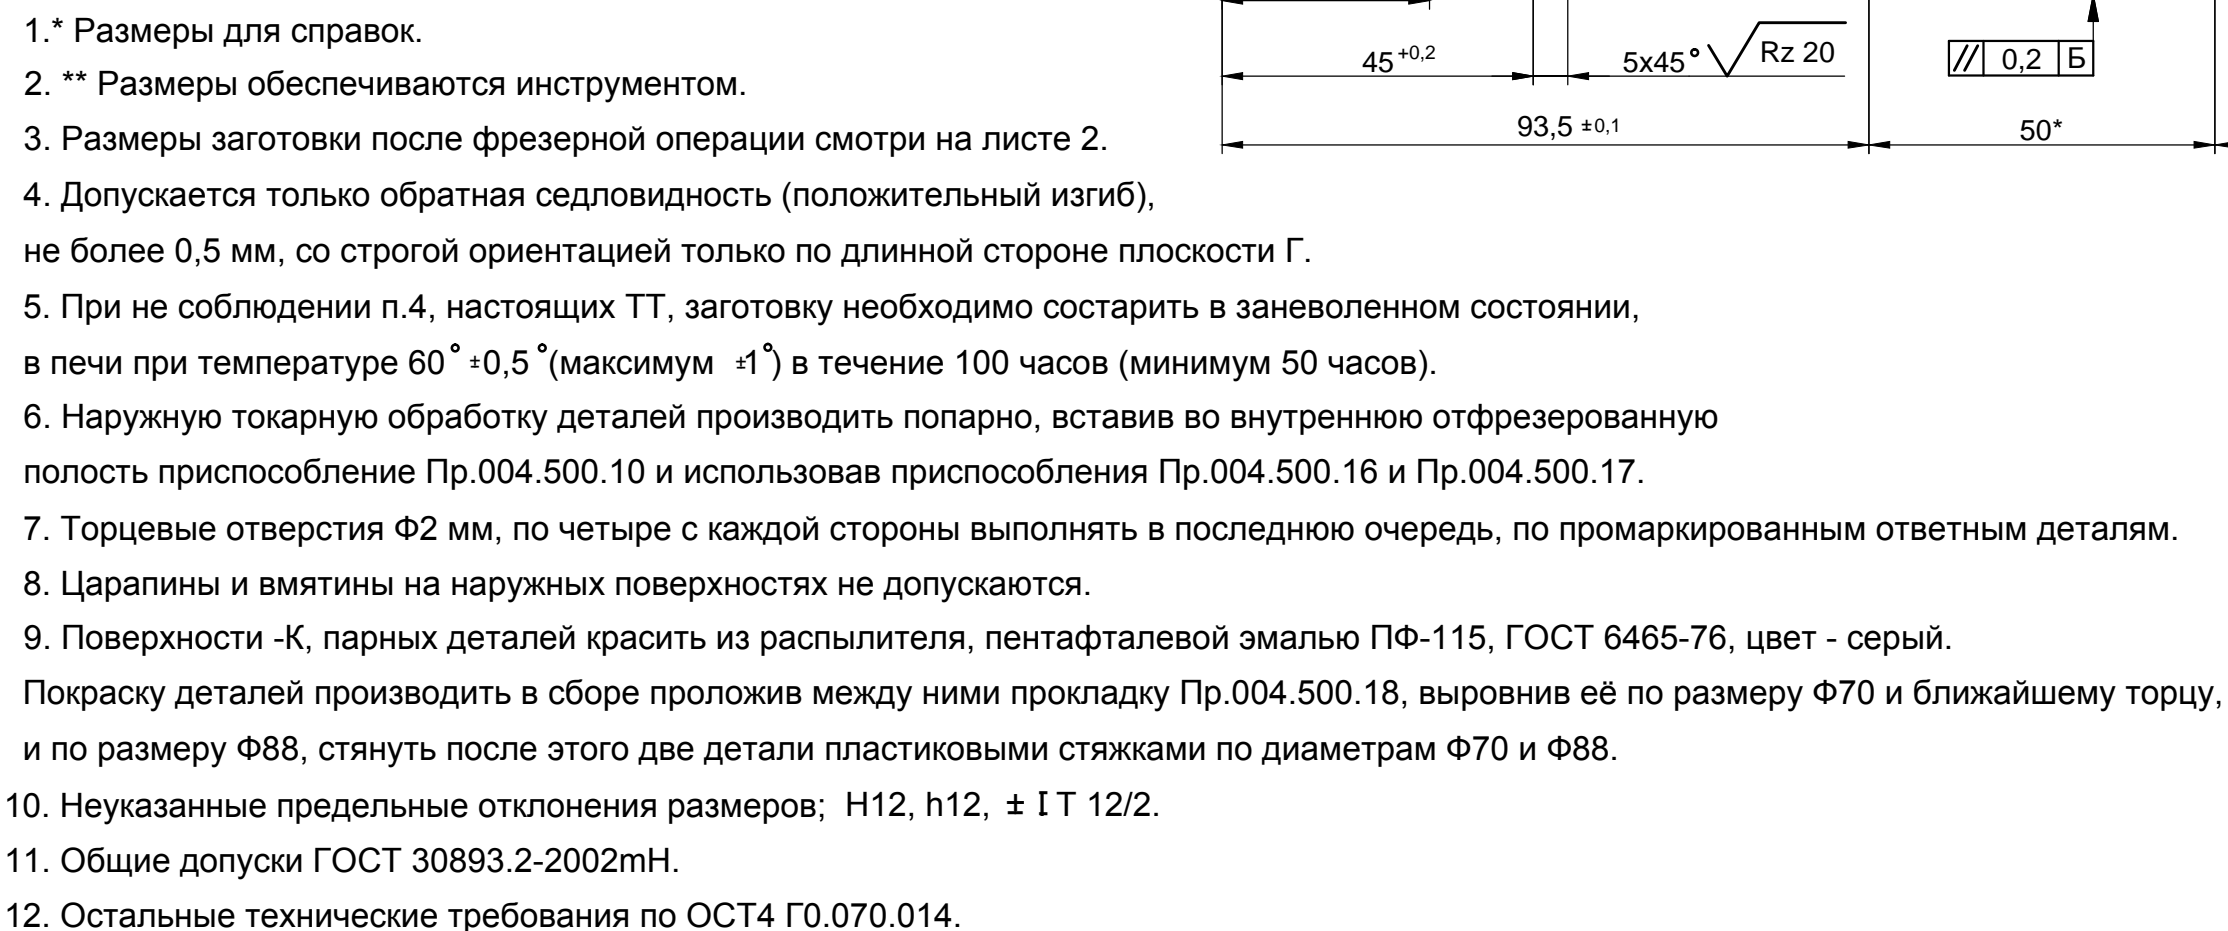 1.* Размеры для справок.
2. ** Размеры обеспечиваются инструментом.
3. Размеры заготовки после фрезерной операции смотри на листе 2.
4. Допускается только обратная седловидность (положительный изгиб),
не более 0,5 мм, со строгой ориентацией только по длинной стороне плоскости Г.
5. При не соблюдении п.4, настоящих ТТ, заготовку необходимо состарить в заневоленном состоянии,
в печи при температуре 60° ±0,5°(максимум ±1°) в течение 100 часов (минимум 50 часов).
6. Наружную токарную обработку деталей производить попарно, вставив во внутреннюю отфрезерованную
полость приспособление Пр.004.500.10 и использовав приспособления Пр.004.500.16 и Пр.004.500.17.
7. Торцевые отверстия Ф2 мм, по четыре с каждой стороны выполнять в последнюю очередь, по промаркированным ответным деталям.
8. Царапины и вмятины на наружных поверхностях не допускаются.
9. Поверхности -К, парных деталей красить из распылителя, пентафталевой эмалью ПФ-115, ГОСТ 6465-76, цвет - серый.
Покраску деталей производить в сборе проложив между ними прокладку Пр.004.500.18, выровнив её по размеру Ф70 и ближайшему торцу,
и по размеру Ф88, стянуть после этого две детали пластиковыми стяжками по диаметрам Ф70 и Ф88.
10. Неуказанные предельные отклонения размеров; Н12, h12, ± I T 12/2.
11. Общие допуски ГОСТ 30893.2-2002mH.
12. Остальные технические требования по ОСТ4 Г0.070.014.
45 +0,2
5x45° Rz 20
// 0,2 Б
93,5 ±0,1
50*